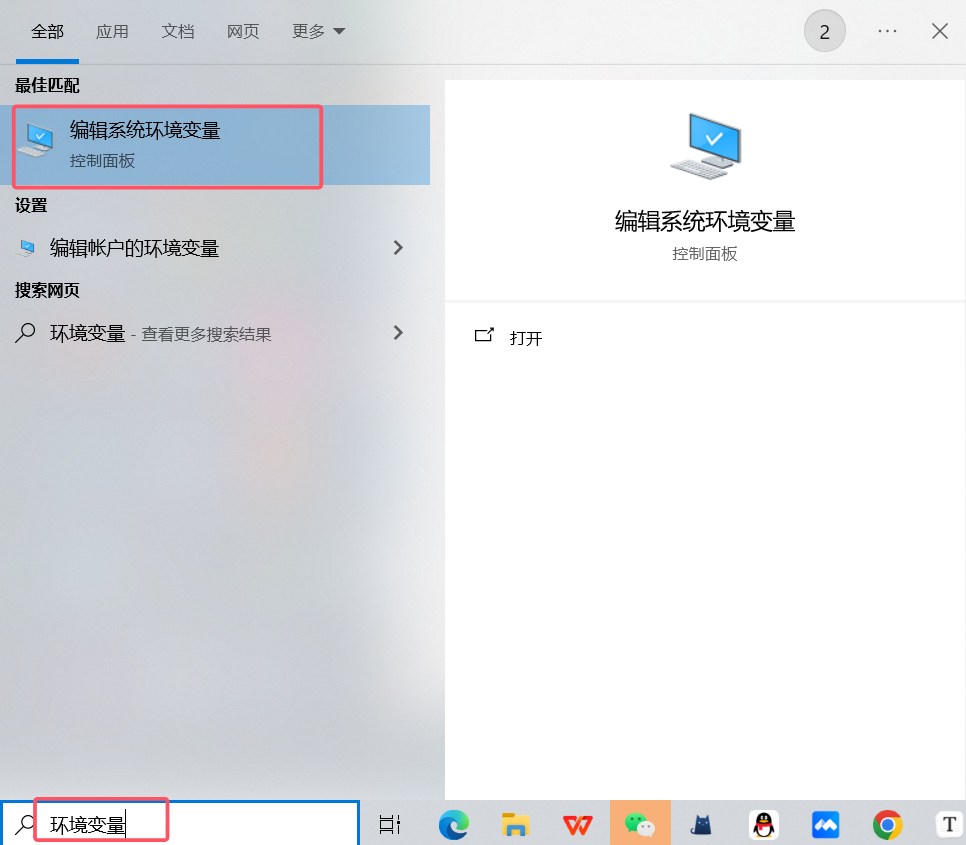 全部 应用 文档 网页 更多 2 ···
最佳匹配
编辑系统环境变量
控制面板
设置
编辑帐户的环境变量
搜索网页
环境变量 - 查看更多搜索结果
编辑系统环境变量
控制面板
打开
环境变量
T